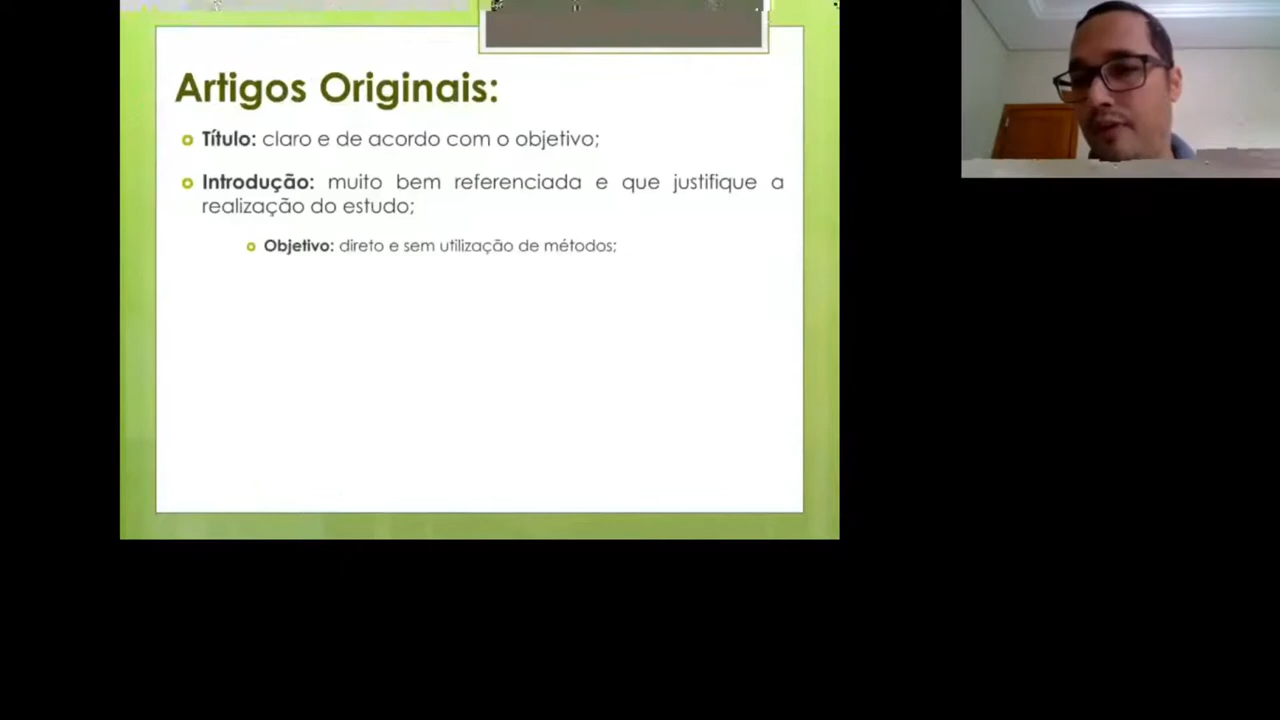 Artigos Originais:
Título: claro e de acordo com o objetivo;
Introdução: muito bem referenciada e que justifique a
realização do estudo;
Objetivo: direto e sem utilização de métodos;